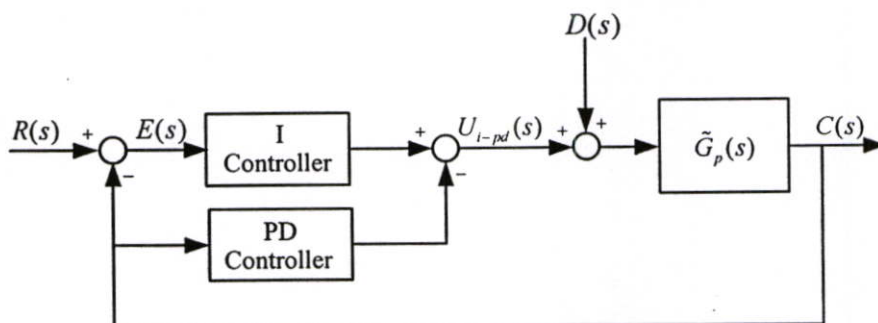 D(s)
R(s)
+
E(s)
I
Controller
+
U_{i-pd}(s)
+
+
G̃_p(s)
C(s)
−
−
PD
Controller